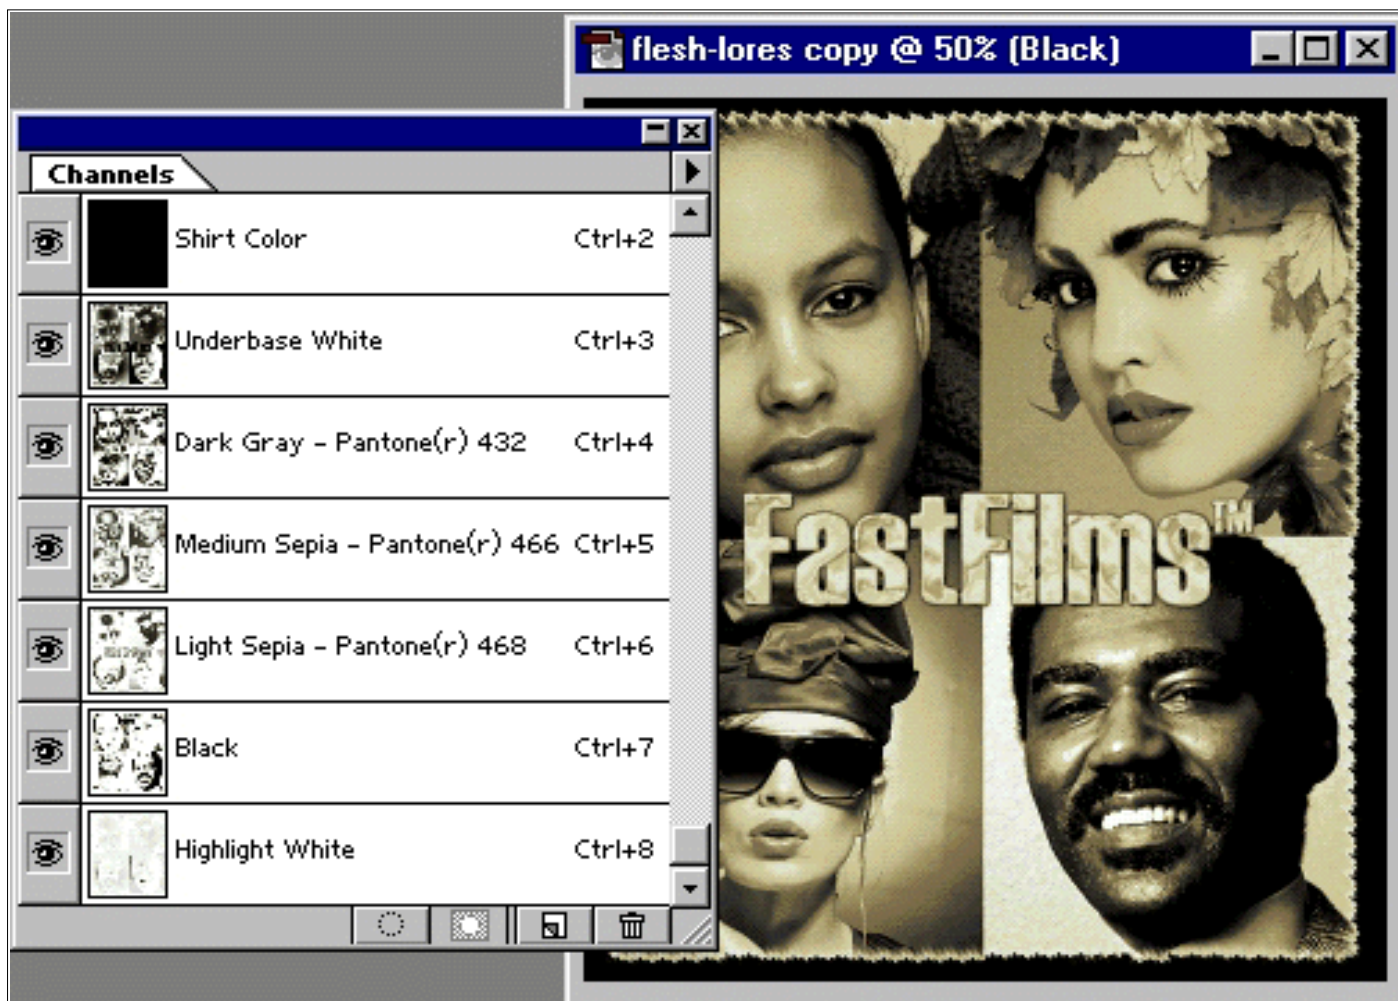 flesh-lores copy @ 50% (Black)
Channels
Shirt Color Ctrl+2
Underbase White Ctrl+3
Dark Gray - Pantone(r) 432 Ctrl+4
Medium Sepia - Pantone(r) 466 Ctrl+5
Light Sepia - Pantone(r) 468 Ctrl+6
Black Ctrl+7
Highlight White Ctrl+8
FastFilms™